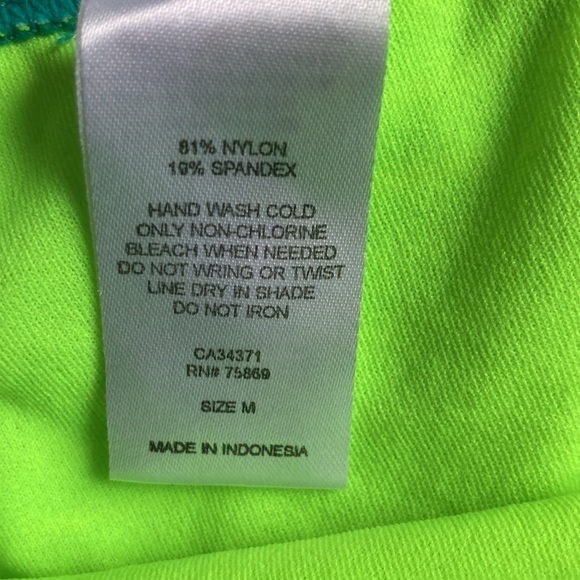 81% NYLON
19% SPANDEX
HAND WASH COLD
ONLY NON-CHLORINE
BLEACH WHEN NEEDED
DO NOT WRING OR TWIST
LINE DRY IN SHADE
DO NOT IRON
CA34371
RN# 75869
SIZE M
MADE IN INDONESIA